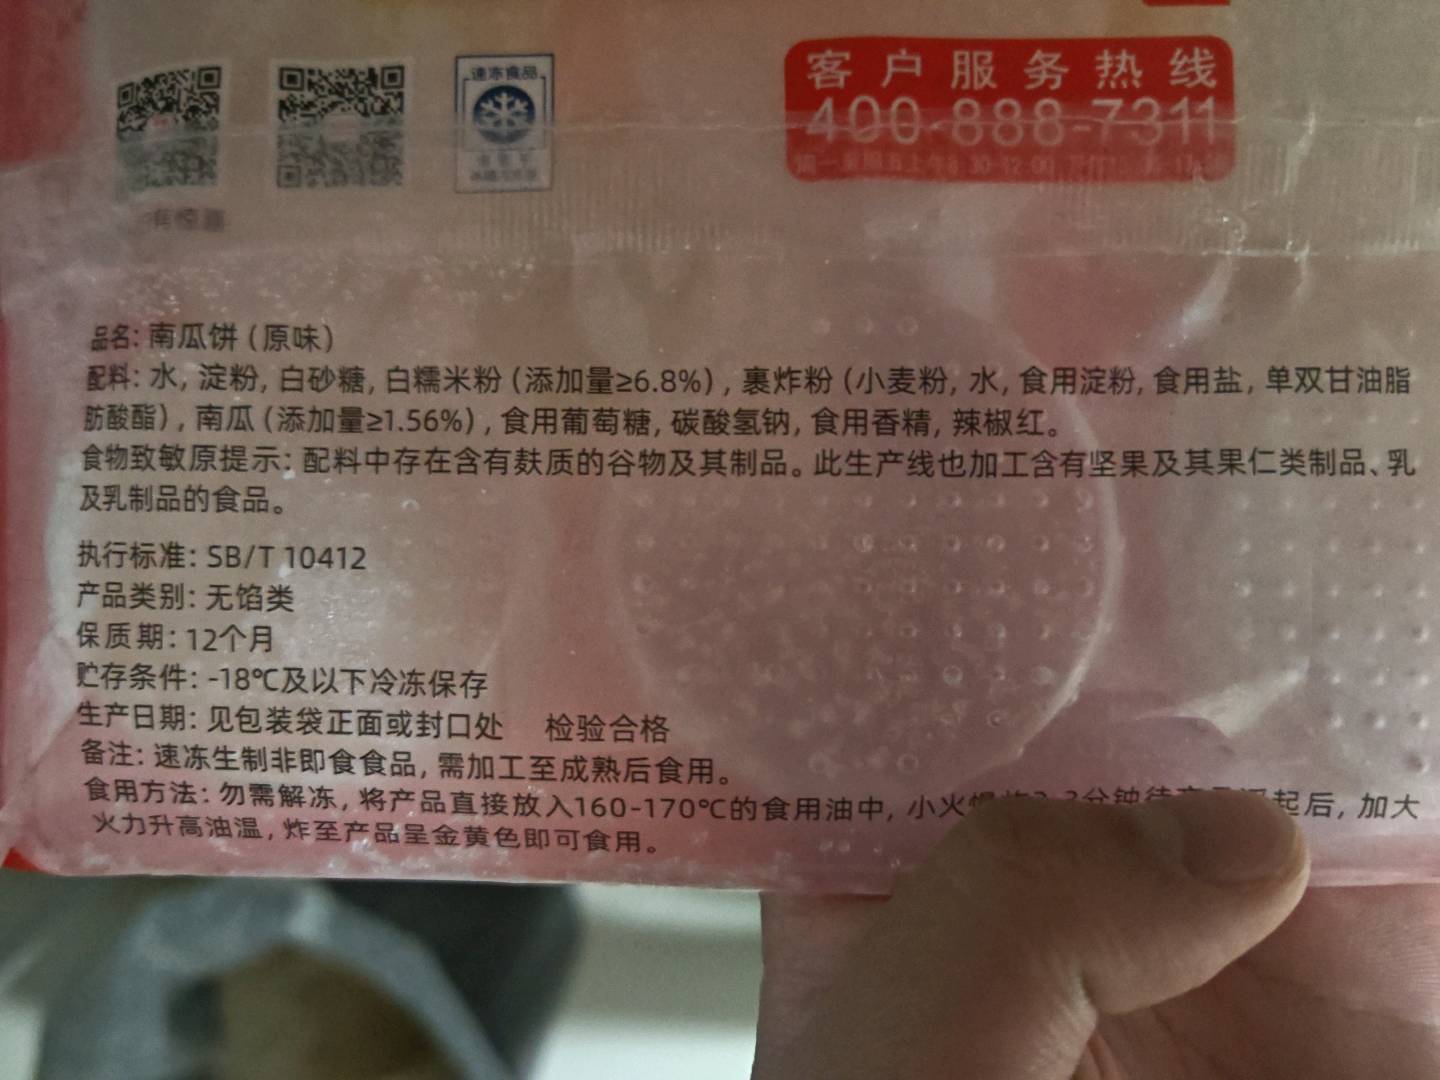 速冻食品
客户服务热线
400-888-7311
品名: 南瓜饼 (原味)
配料: 水, 淀粉, 白砂糖, 白糯米粉 (添加量≥6.8%) , 裹炸粉 (小麦粉, 水, 食用淀粉, 食用盐, 单双甘油脂
肪酸酯) , 南瓜 (添加量≥1.56%) , 食用葡萄糖, 碳酸氢钠, 食用香精, 辣椒红。
食物致敏原提示: 配料中存在含有麸质的谷物及其制品。此生产线也加工含有坚果及其果仁类制品、乳
及乳制品的食品。
执行标准: SB/T 10412
产品类别: 无馅类
保质期: 12个月
贮存条件: -18℃及以下冷冻保存
生产日期: 见包装袋正面或封口处 检验合格
备注: 速冻生制非即食食品, 需加工至成熟后食用。
食用方法: 勿需解冻, 将产品直接放入160-170℃的食用油中, 小火 分钟待 起后, 加大
火力升高油温, 炸至产品呈金黄色即可食用。